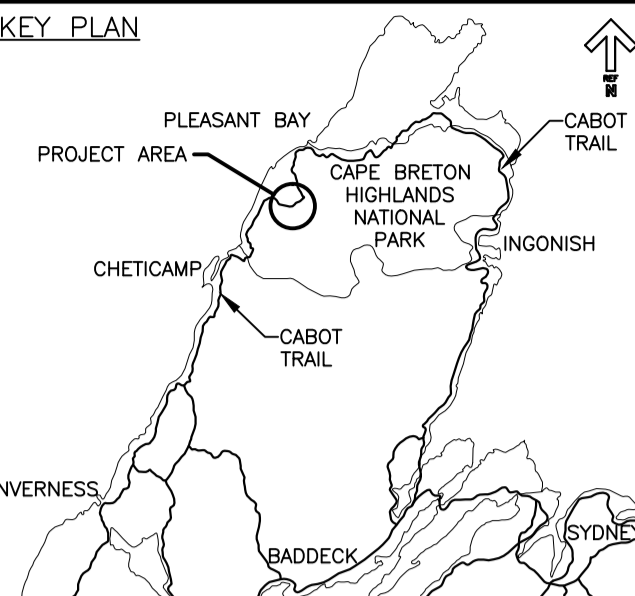 KEY PLAN
REF
N
PLEASANT BAY
CABOT
TRAIL
PROJECT AREA
CAPE BRETON
HIGHLANDS
NATIONAL
PARK
INGONISH
CHETICAMP
CABOT
TRAIL
NVERNESS
SYDNEY
BADDECK